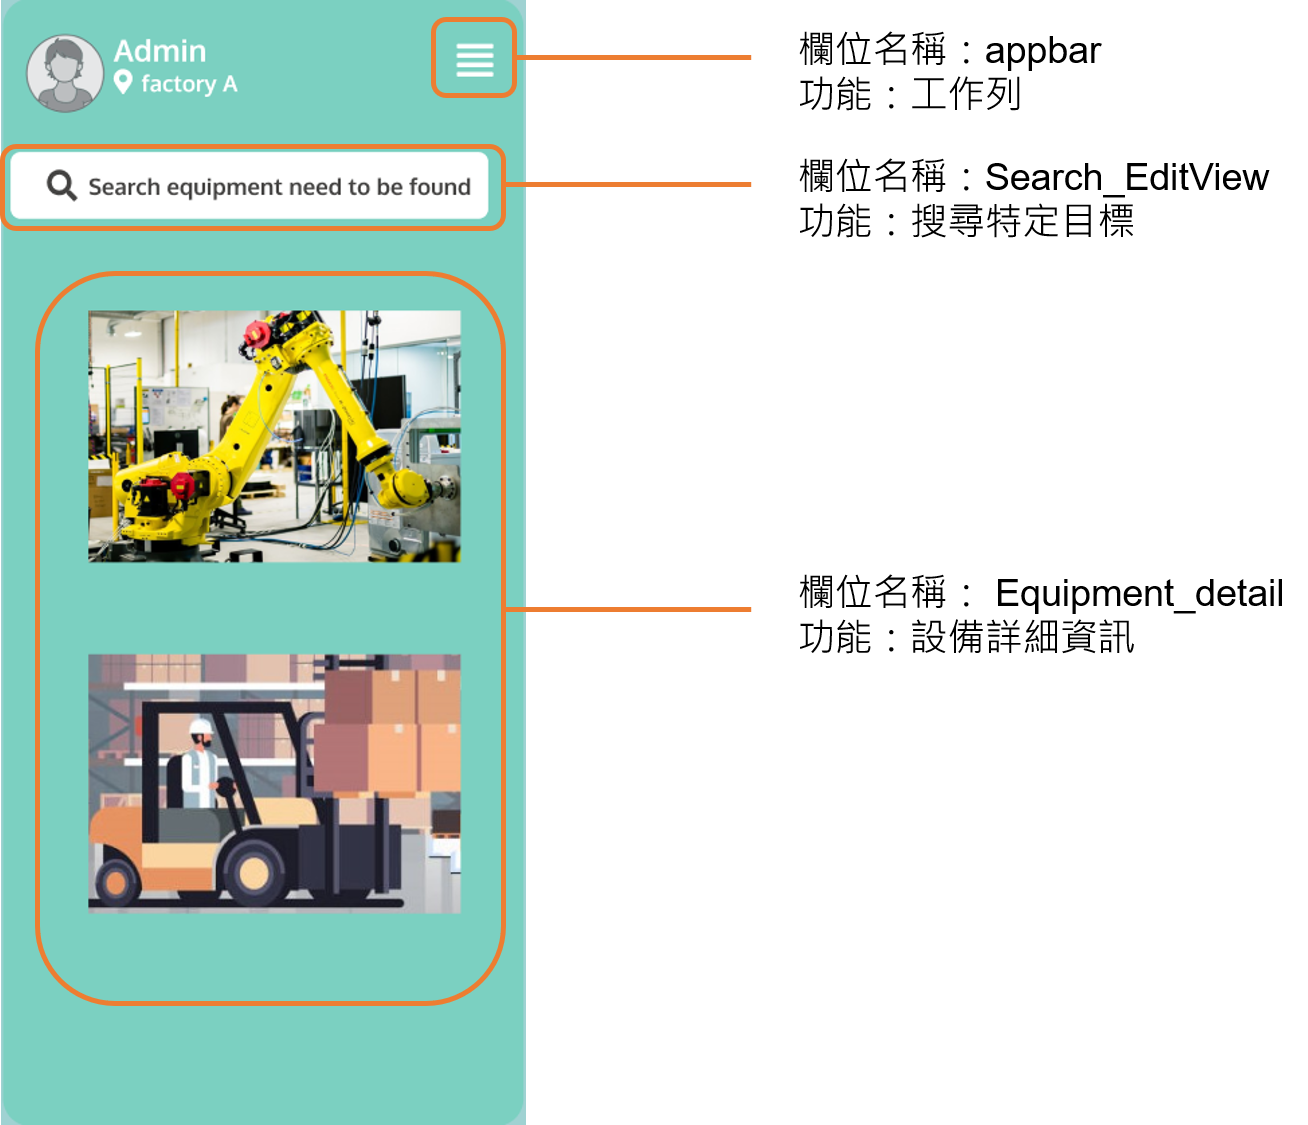 Admin
factory A
Search equipment need to be found
欄位名稱：appbar
功能：工作列
欄位名稱：Search_EditView
功能：搜尋特定目標
欄位名稱： Equipment_detail
功能：設備詳細資訊